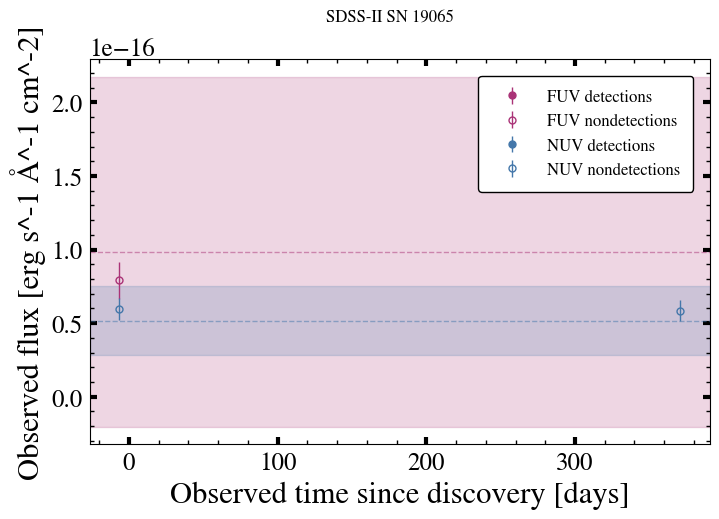 SDSS-II SN 19065
1e−16
Observed flux [erg s^-1 Å^-1 cm^-2]
2.0
1.5
1.0
0.5
0.0
FUV detections
FUV nondetections
NUV detections
NUV nondetections
0 100 200 300
Observed time since discovery [days]